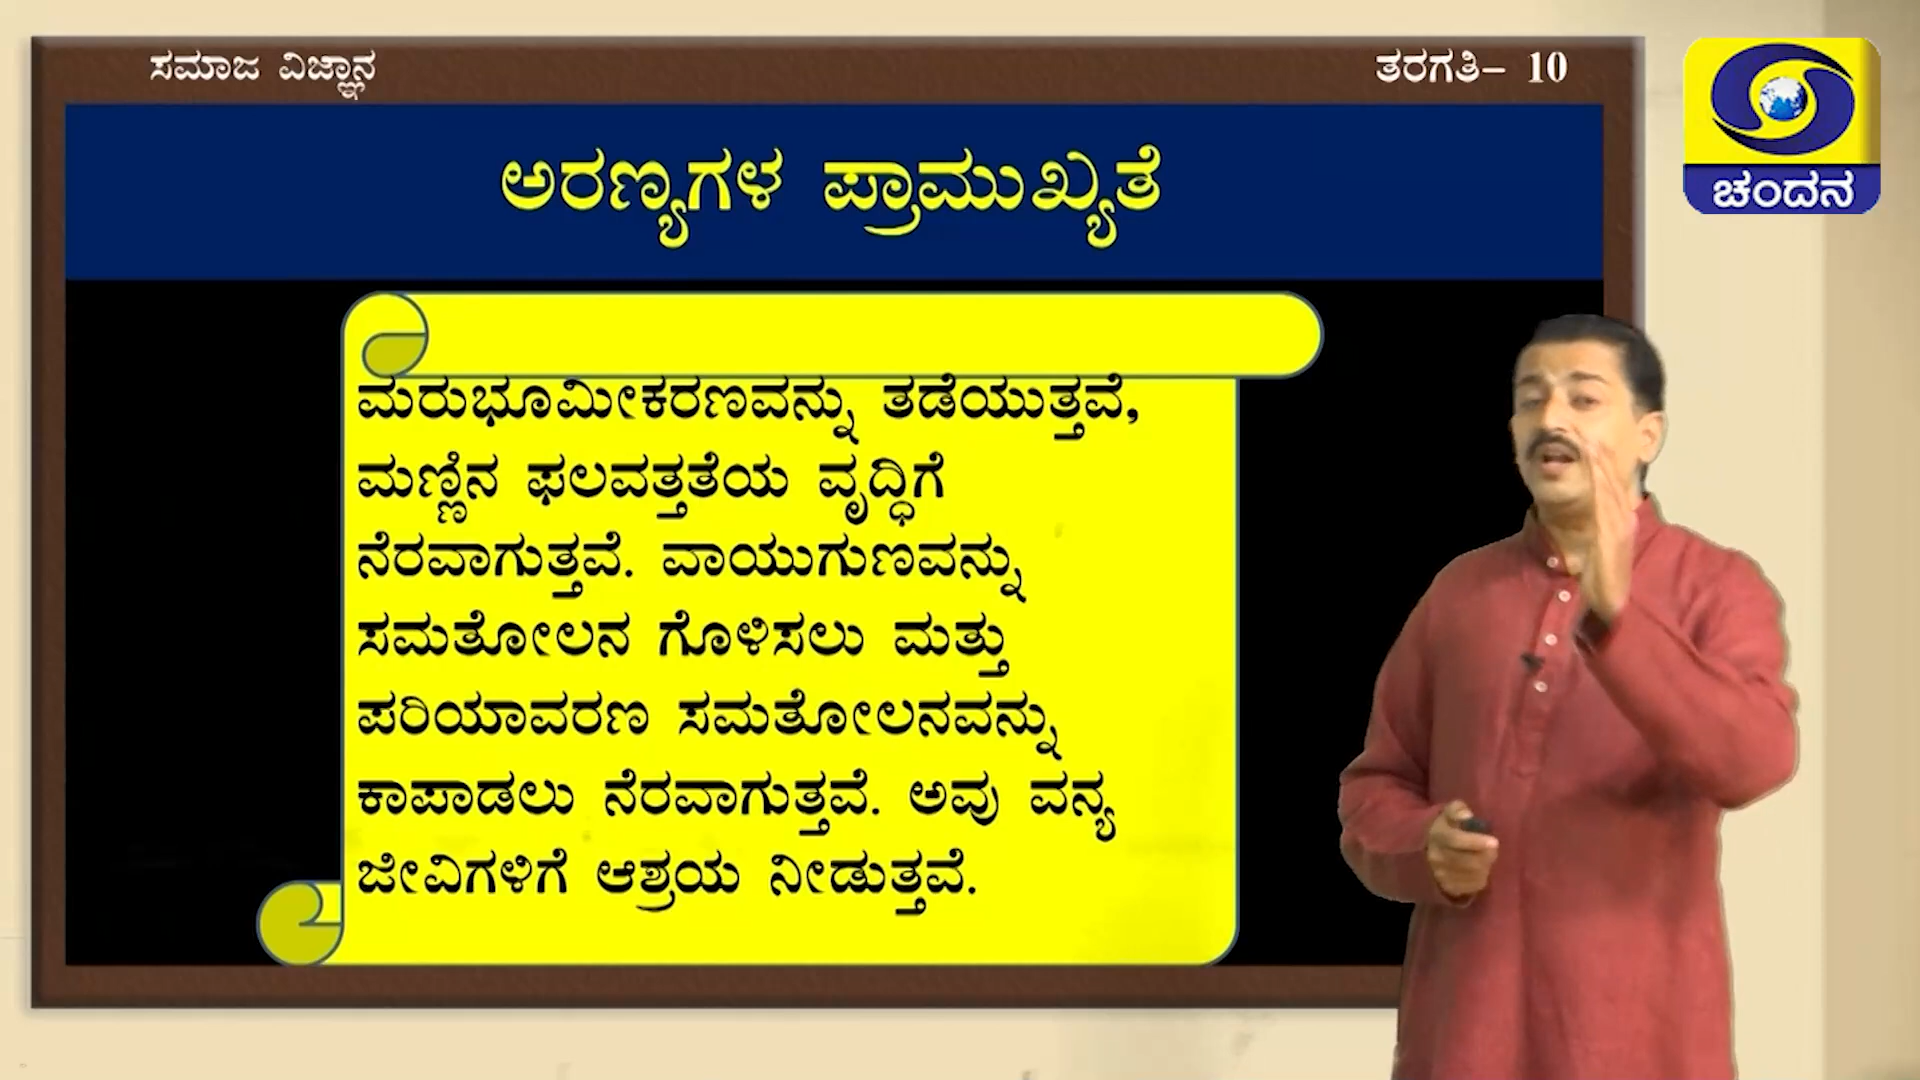 ಸಮಾಜ ವಿಜ್ಞಾನ
ತರಗತಿ– 10
ಚಂದನ
ಅರಣ್ಯಗಳ ಪ್ರಾಮುಖ್ಯತೆ
ಮರುಭೂಮೀಕರಣವನ್ನು ತಡೆಯುತ್ತವೆ,
ಮಣ್ಣಿನ ಫಲವತ್ತತೆಯ ವೃದ್ಧಿಗೆ
ನೆರವಾಗುತ್ತವೆ. ವಾಯುಗುಣವನ್ನು
ಸಮತೋಲನ ಗೊಳಿಸಲು ಮತ್ತು
ಪರಿಯಾವರಣ ಸಮತೋಲನವನ್ನು
ಕಾಪಾಡಲು ನೆರವಾಗುತ್ತವೆ. ಅವು ವನ್ಯ
ಜೀವಿಗಳಿಗೆ ಆಶ್ರಯ ನೀಡುತ್ತವೆ.